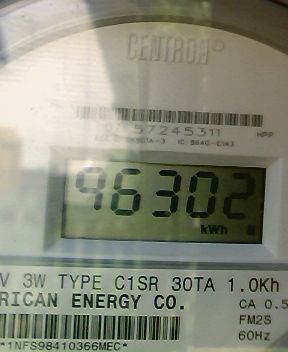 CENTRON®
57245311
HPP
96302
kWh
V 3W TYPE C1SR 30TA 1.0Kh
RICAN ENERGY CO.
CA 0.5
FM2S
60Hz
*1NFS98410366MEC*